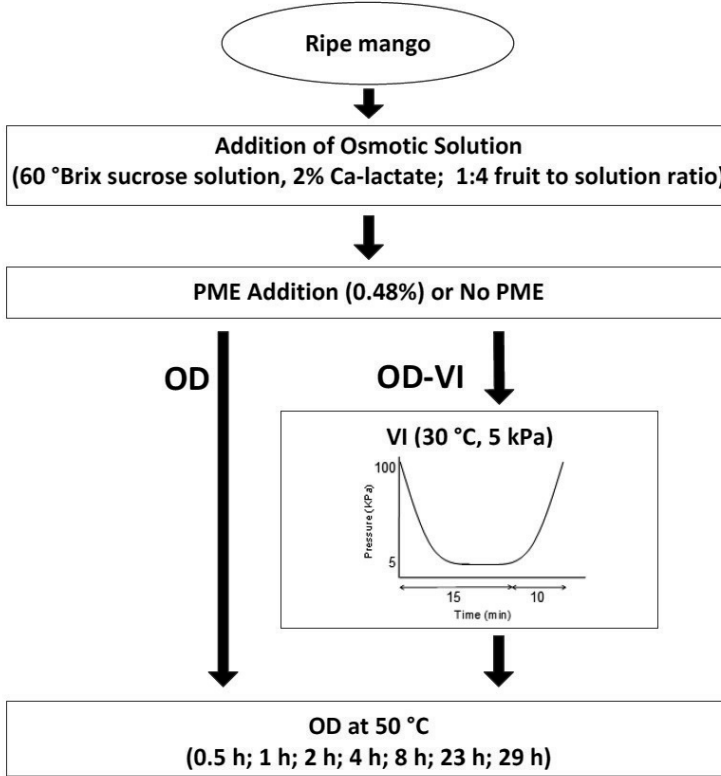 Ripe mango
Addition of Osmotic Solution
(60 °Brix sucrose solution, 2% Ca-lactate;  1:4 fruit to solution ratio)
PME Addition (0.48%) or No PME
OD
OD-VI
VI (30 °C, 5 kPa)
100
Pressure (KPa)
5
15
10
Time (min)
OD at 50 °C
(0.5 h; 1 h; 2 h; 4 h; 8 h; 23 h; 29 h)